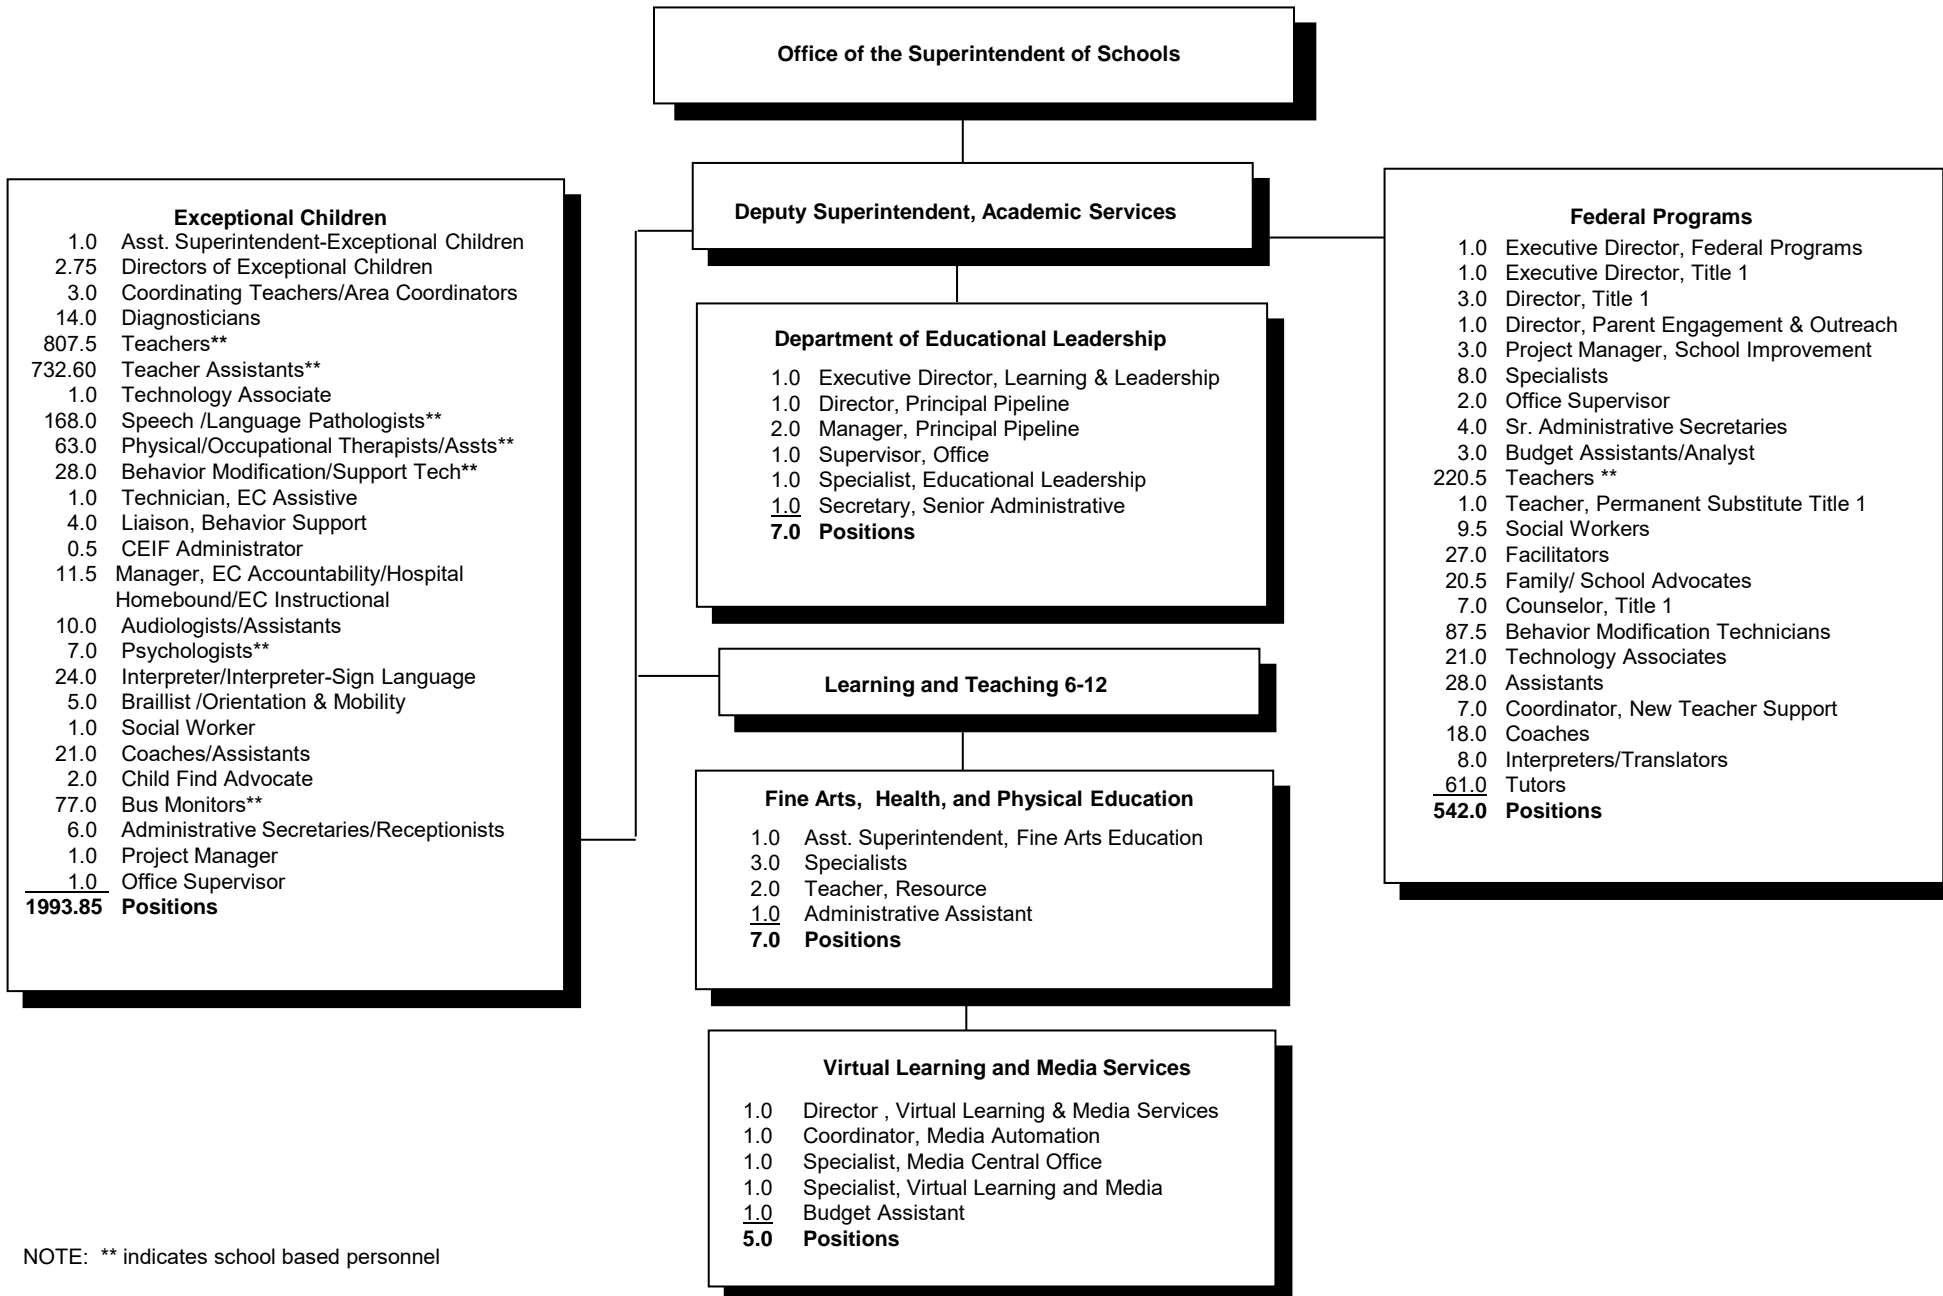 Office of the Superintendent of Schools
Deputy Superintendent, Academic Services
Exceptional Children
1.0 Asst. Superintendent-Exceptional Children
2.75 Directors of Exceptional Children
3.0 Coordinating Teachers/Area Coordinators
14.0 Diagnosticians
807.5 Teachers**
732.60 Teacher Assistants**
1.0 Technology Associate
168.0 Speech /Language Pathologists**
63.0 Physical/Occupational Therapists/Assts**
28.0 Behavior Modification/Support Tech**
1.0 Technician, EC Assistive
4.0 Liaison, Behavior Support
0.5 CEIF Administrator
11.5 Manager, EC Accountability/Hospital
Homebound/EC Instructional
10.0 Audiologists/Assistants
7.0 Psychologists**
24.0 Interpreter/Interpreter-Sign Language
5.0 Braillist /Orientation & Mobility
1.0 Social Worker
21.0 Coaches/Assistants
2.0 Child Find Advocate
77.0 Bus Monitors**
6.0 Administrative Secretaries/Receptionists
1.0 Project Manager
1.0 Office Supervisor
1993.85 Positions
Department of Educational Leadership
1.0 Executive Director, Learning & Leadership
1.0 Director, Principal Pipeline
2.0 Manager, Principal Pipeline
1.0 Supervisor, Office
1.0 Specialist, Educational Leadership
1.0 Secretary, Senior Administrative
7.0 Positions
Learning and Teaching 6-12
Fine Arts, Health, and Physical Education
1.0 Asst. Superintendent, Fine Arts Education
3.0 Specialists
2.0 Teacher, Resource
1.0 Administrative Assistant
7.0 Positions
Virtual Learning and Media Services
1.0 Director , Virtual Learning & Media Services
1.0 Coordinator, Media Automation
1.0 Specialist, Media Central Office
1.0 Specialist, Virtual Learning and Media
1.0 Budget Assistant
5.0 Positions
Federal Programs
1.0 Executive Director, Federal Programs
1.0 Executive Director, Title 1
3.0 Director, Title 1
1.0 Director, Parent Engagement & Outreach
3.0 Project Manager, School Improvement
8.0 Specialists
2.0 Office Supervisor
4.0 Sr. Administrative Secretaries
3.0 Budget Assistants/Analyst
220.5 Teachers **
1.0 Teacher, Permanent Substitute Title 1
9.5 Social Workers
27.0 Facilitators
20.5 Family/ School Advocates
7.0 Counselor, Title 1
87.5 Behavior Modification Technicians
21.0 Technology Associates
28.0 Assistants
7.0 Coordinator, New Teacher Support
18.0 Coaches
8.0 Interpreters/Translators
61.0 Tutors
542.0 Positions
NOTE: ** indicates school based personnel